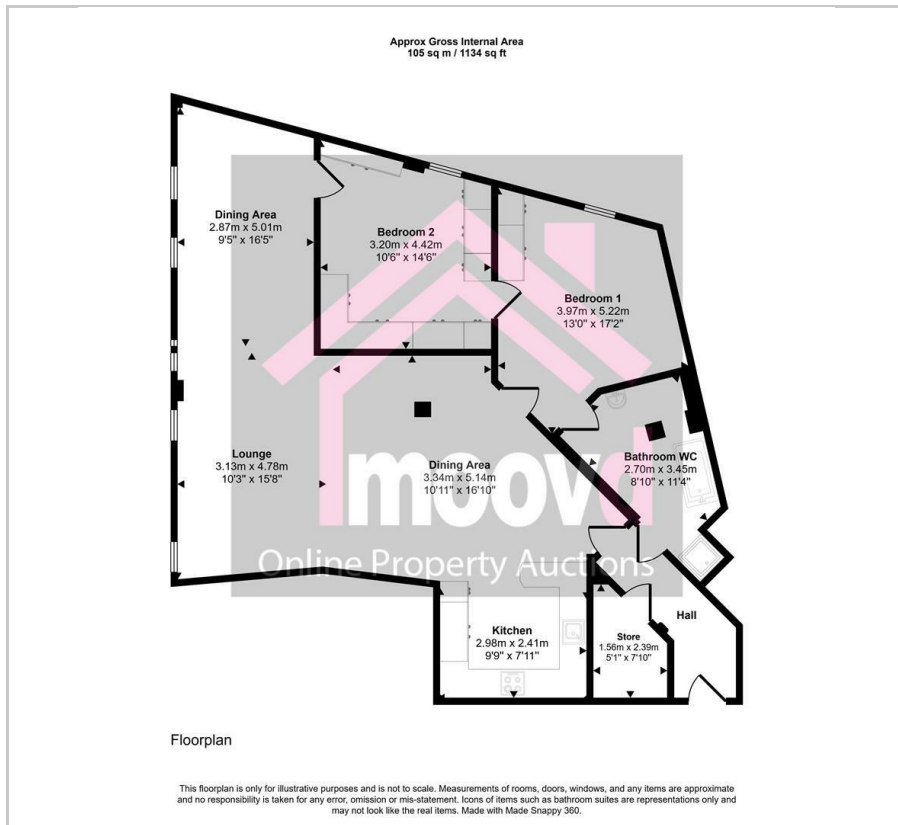 Approx Gross Internal Area
105 sq m / 1134 sq ft
Dining Area
2.87m x 5.01m
9'5" x 16'5"
Bedroom 2
3.20m x 4.42m
10'6" x 14'6"
Bedroom 1
3.97m x 5.22m
13'0" x 17'2"
Lounge
3.13m x 4.78m
10'3" x 15'8"
Dining Area
3.34m x 5.14m
10'11" x 16'10"
Bathroom WC
2.70m x 3.45m
8'10" x 11'4"
moovd
Online Property Auctions
Kitchen
2.98m x 2.41m
9'9" x 7'11"
Store
1.56m x 2.39m
5'1" x 7'10"
Hall
Floorplan
This floorplan is only for illustrative purposes and is not to scale. Measurements of rooms, doors, windows, and any items are approximate
and no responsibility is taken for any error, omission or mis-statement. Icons of items such as bathroom suites are representations only and
may not look like the real items. Made with Made Snappy 360.